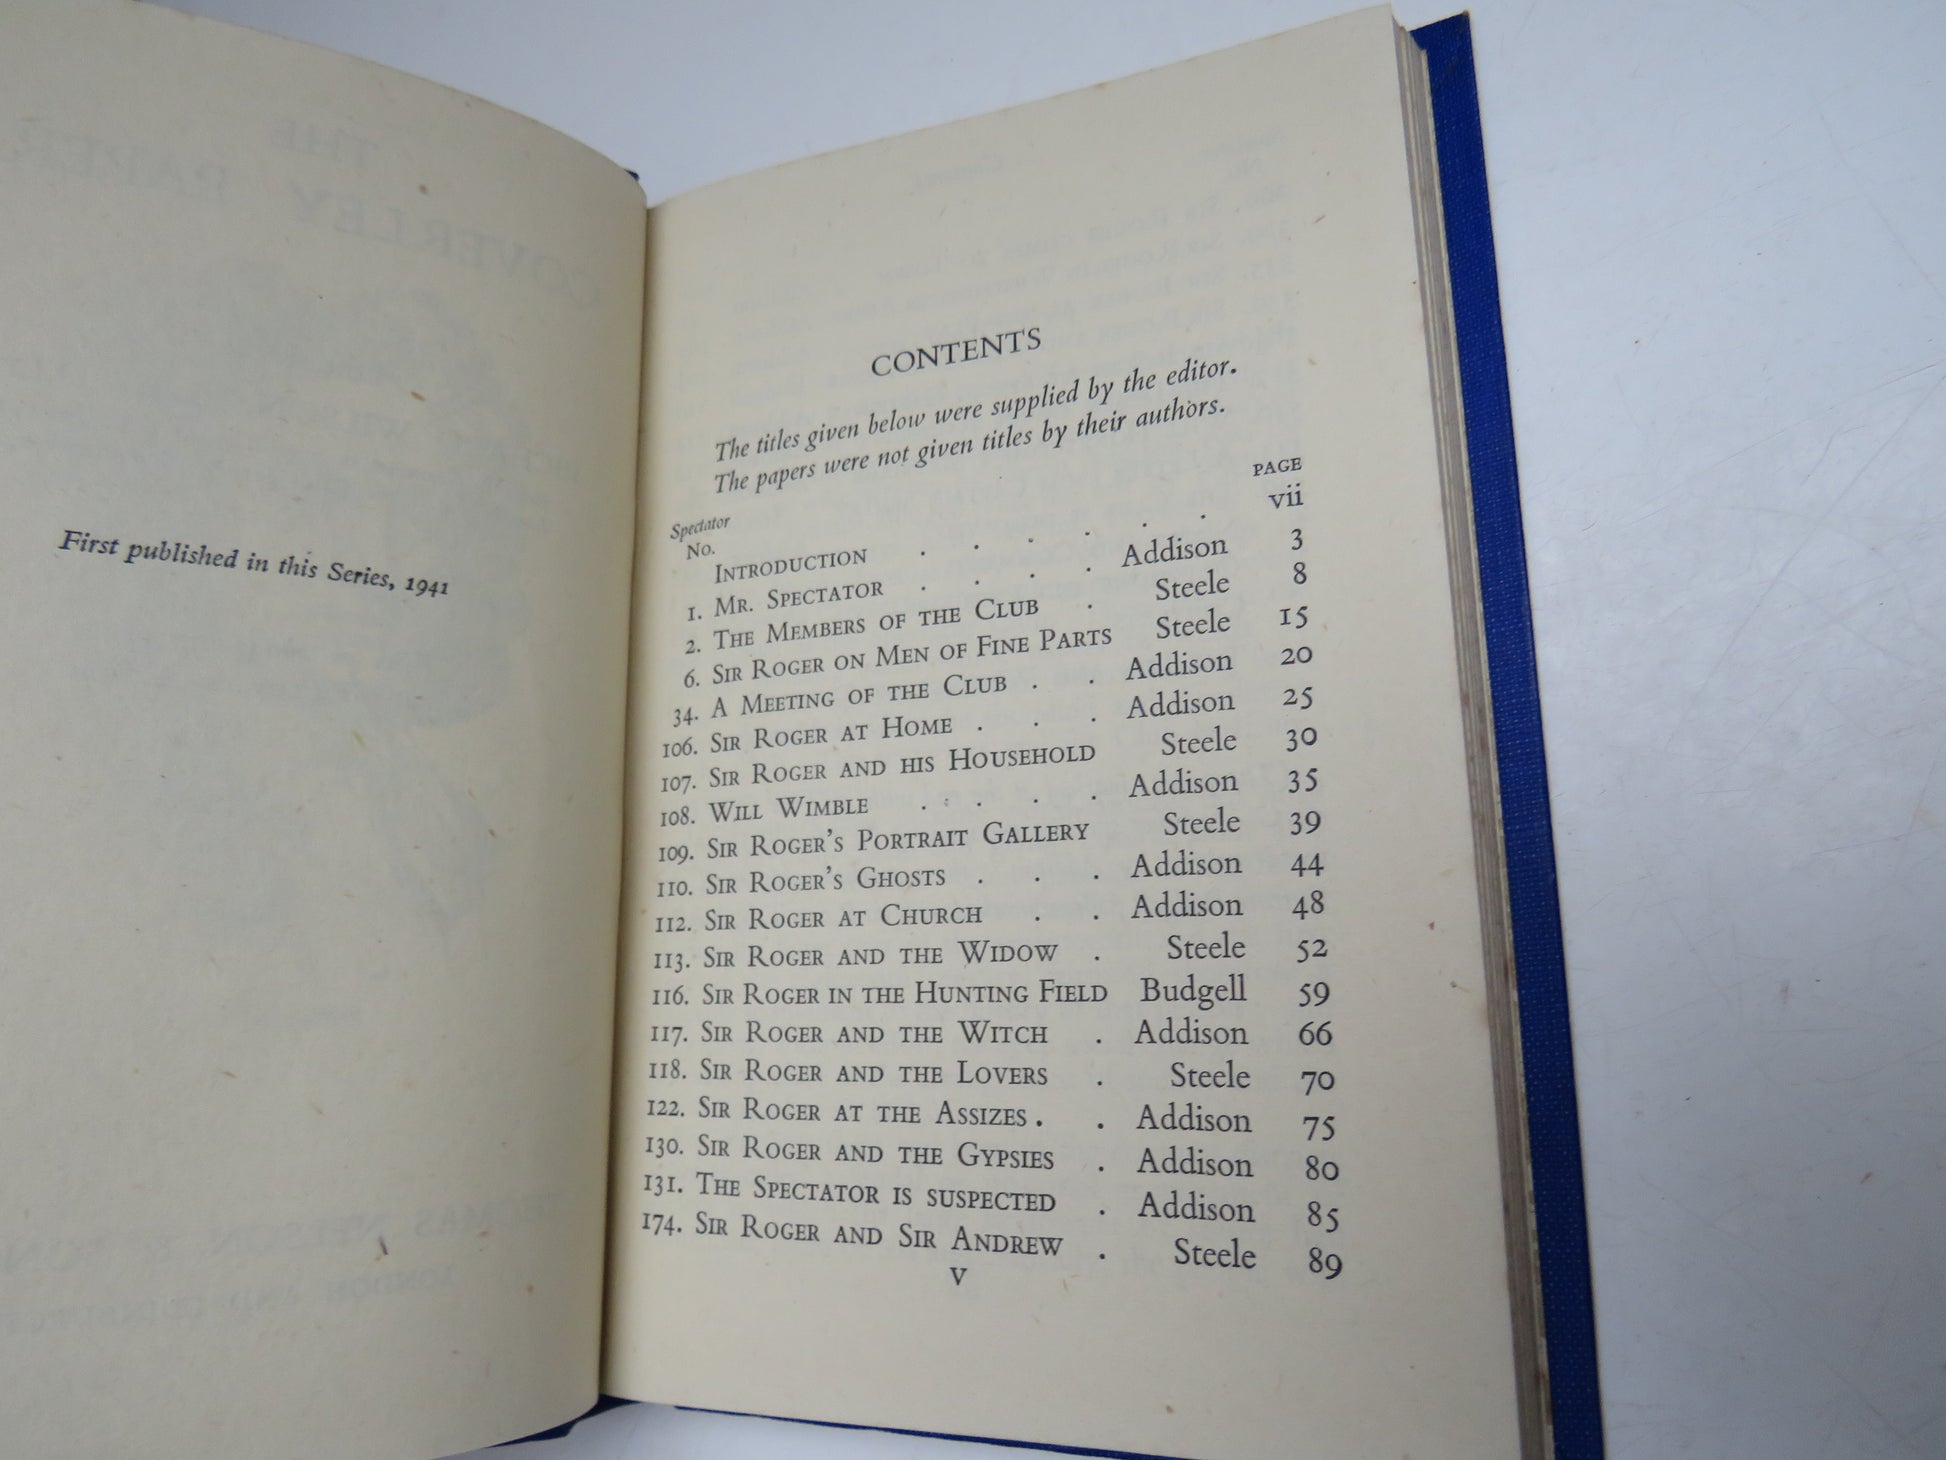 First published in this Series, 1941
CONTENTS
The titles given below were supplied by the editor.
The papers were not given titles by their authors.
PAGE
Spectator
No.
INTRODUCTION . . . . . . vii
1. MR. SPECTATOR . . . . Addison 3
2. THE MEMBERS OF THE CLUB . Steele 8
6. SIR ROGER ON MEN OF FINE PARTS Steele 15
34. A MEETING OF THE CLUB . . Addison 20
106. SIR ROGER AT HOME . . . Addison 25
107. SIR ROGER AND HIS HOUSEHOLD Steele 30
108. WILL WIMBLE . . . . Addison 35
109. SIR ROGER'S PORTRAIT GALLERY Steele 39
110. SIR ROGER'S GHOSTS . . . Addison 44
112. SIR ROGER AT CHURCH . . Addison 48
113. SIR ROGER AND THE WIDOW . Steele 52
116. SIR ROGER IN THE HUNTING FIELD Budgell 59
117. SIR ROGER AND THE WITCH . Addison 66
118. SIR ROGER AND THE LOVERS . Steele 70
122. SIR ROGER AT THE ASSIZES . . Addison 75
130. SIR ROGER AND THE GYPSIES . Addison 80
131. THE SPECTATOR IS SUSPECTED . Addison 85
174. SIR ROGER AND SIR ANDREW . Steele 89
v